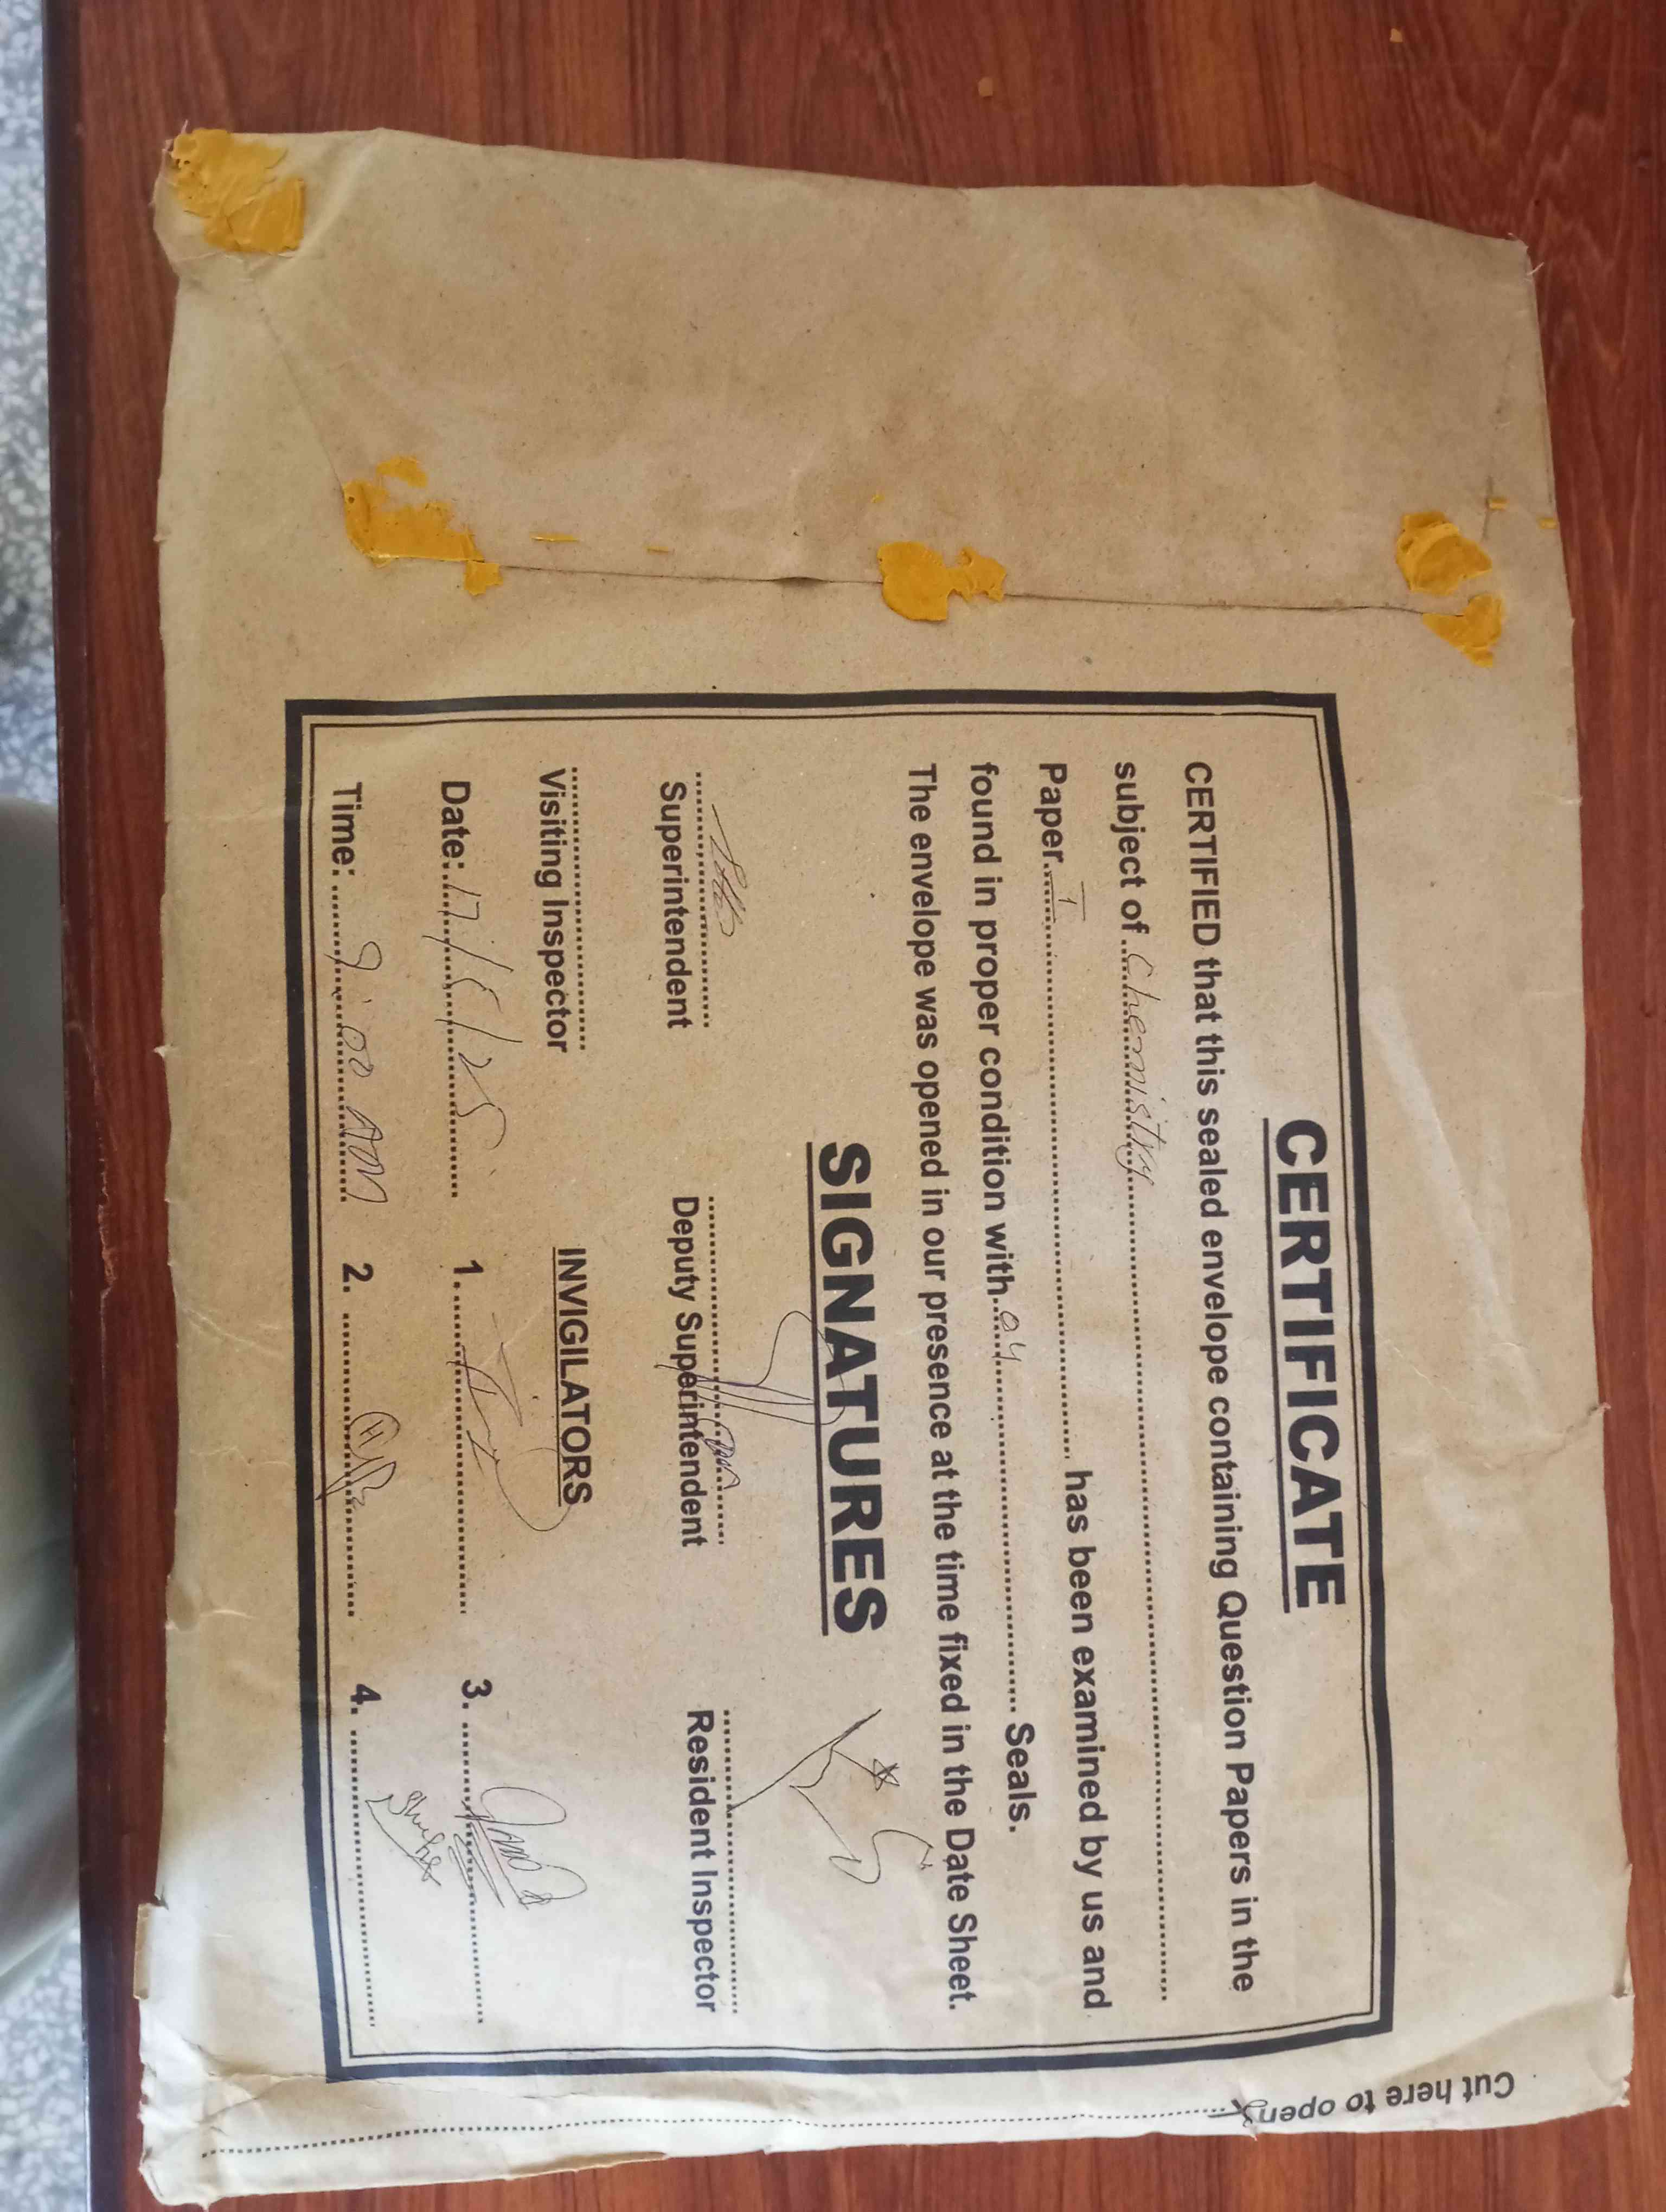 CERTIFICATE
CERTIFIED that this sealed envelope containing Question Papers in the
subject of Chemistry
Paper I has been examined by us and
found in proper condition with 04 Seals.
The envelope was opened in our presence at the time fixed in the Date Sheet.
SIGNATURES
Superintendent Deputy Superintendent Resident Inspector
Visiting Inspector INVIGILATORS
Date: 17/5/25 1. 3.
Time: 9:00 AM 2. 4.
Cut here to open